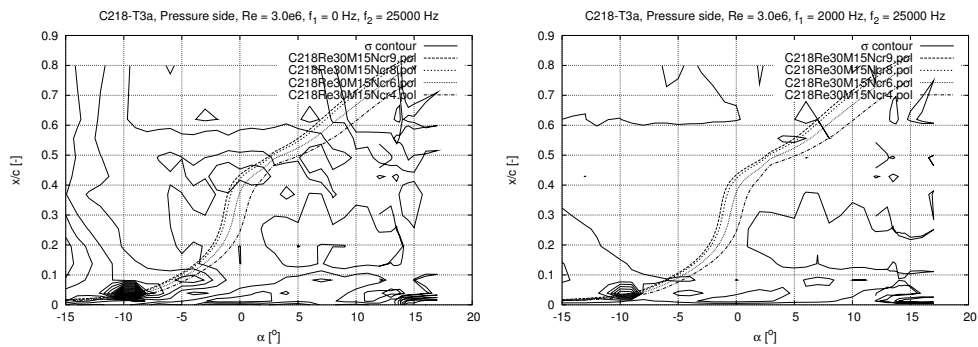 C218-T3a, Pressure side, Re = 3.0e6, f1 = 0 Hz, f2 = 25000 Hz
0.9
0.8
0.7
0.6
0.5
0.4
0.3
0.2
0.1
0
x/c [-]
σ contour
C218Re30M15Ncr9.pol
C218Re30M15Ncr8.pol
C218Re30M15Ncr6.pol
C218Re30M15Ncr4.pol
-15 -10 -5 0 5 10 15 20
α [o]
C218-T3a, Pressure side, Re = 3.0e6, f1 = 2000 Hz, f2 = 25000 Hz
0.9
0.8
0.7
0.6
0.5
0.4
0.3
0.2
0.1
0
x/c [-]
σ contour
C218Re30M15Ncr9.pol
C218Re30M15Ncr8.pol
C218Re30M15Ncr6.pol
C218Re30M15Ncr4.pol
-15 -10 -5 0 5 10 15 20
α [o]